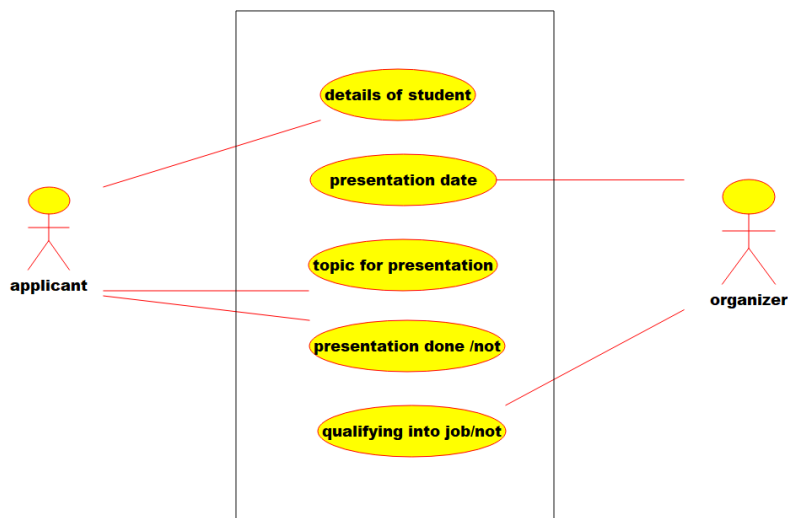 details of student
presentation date
topic for presentation
applicant
organizer
presentation done /not
qualifying into job/not